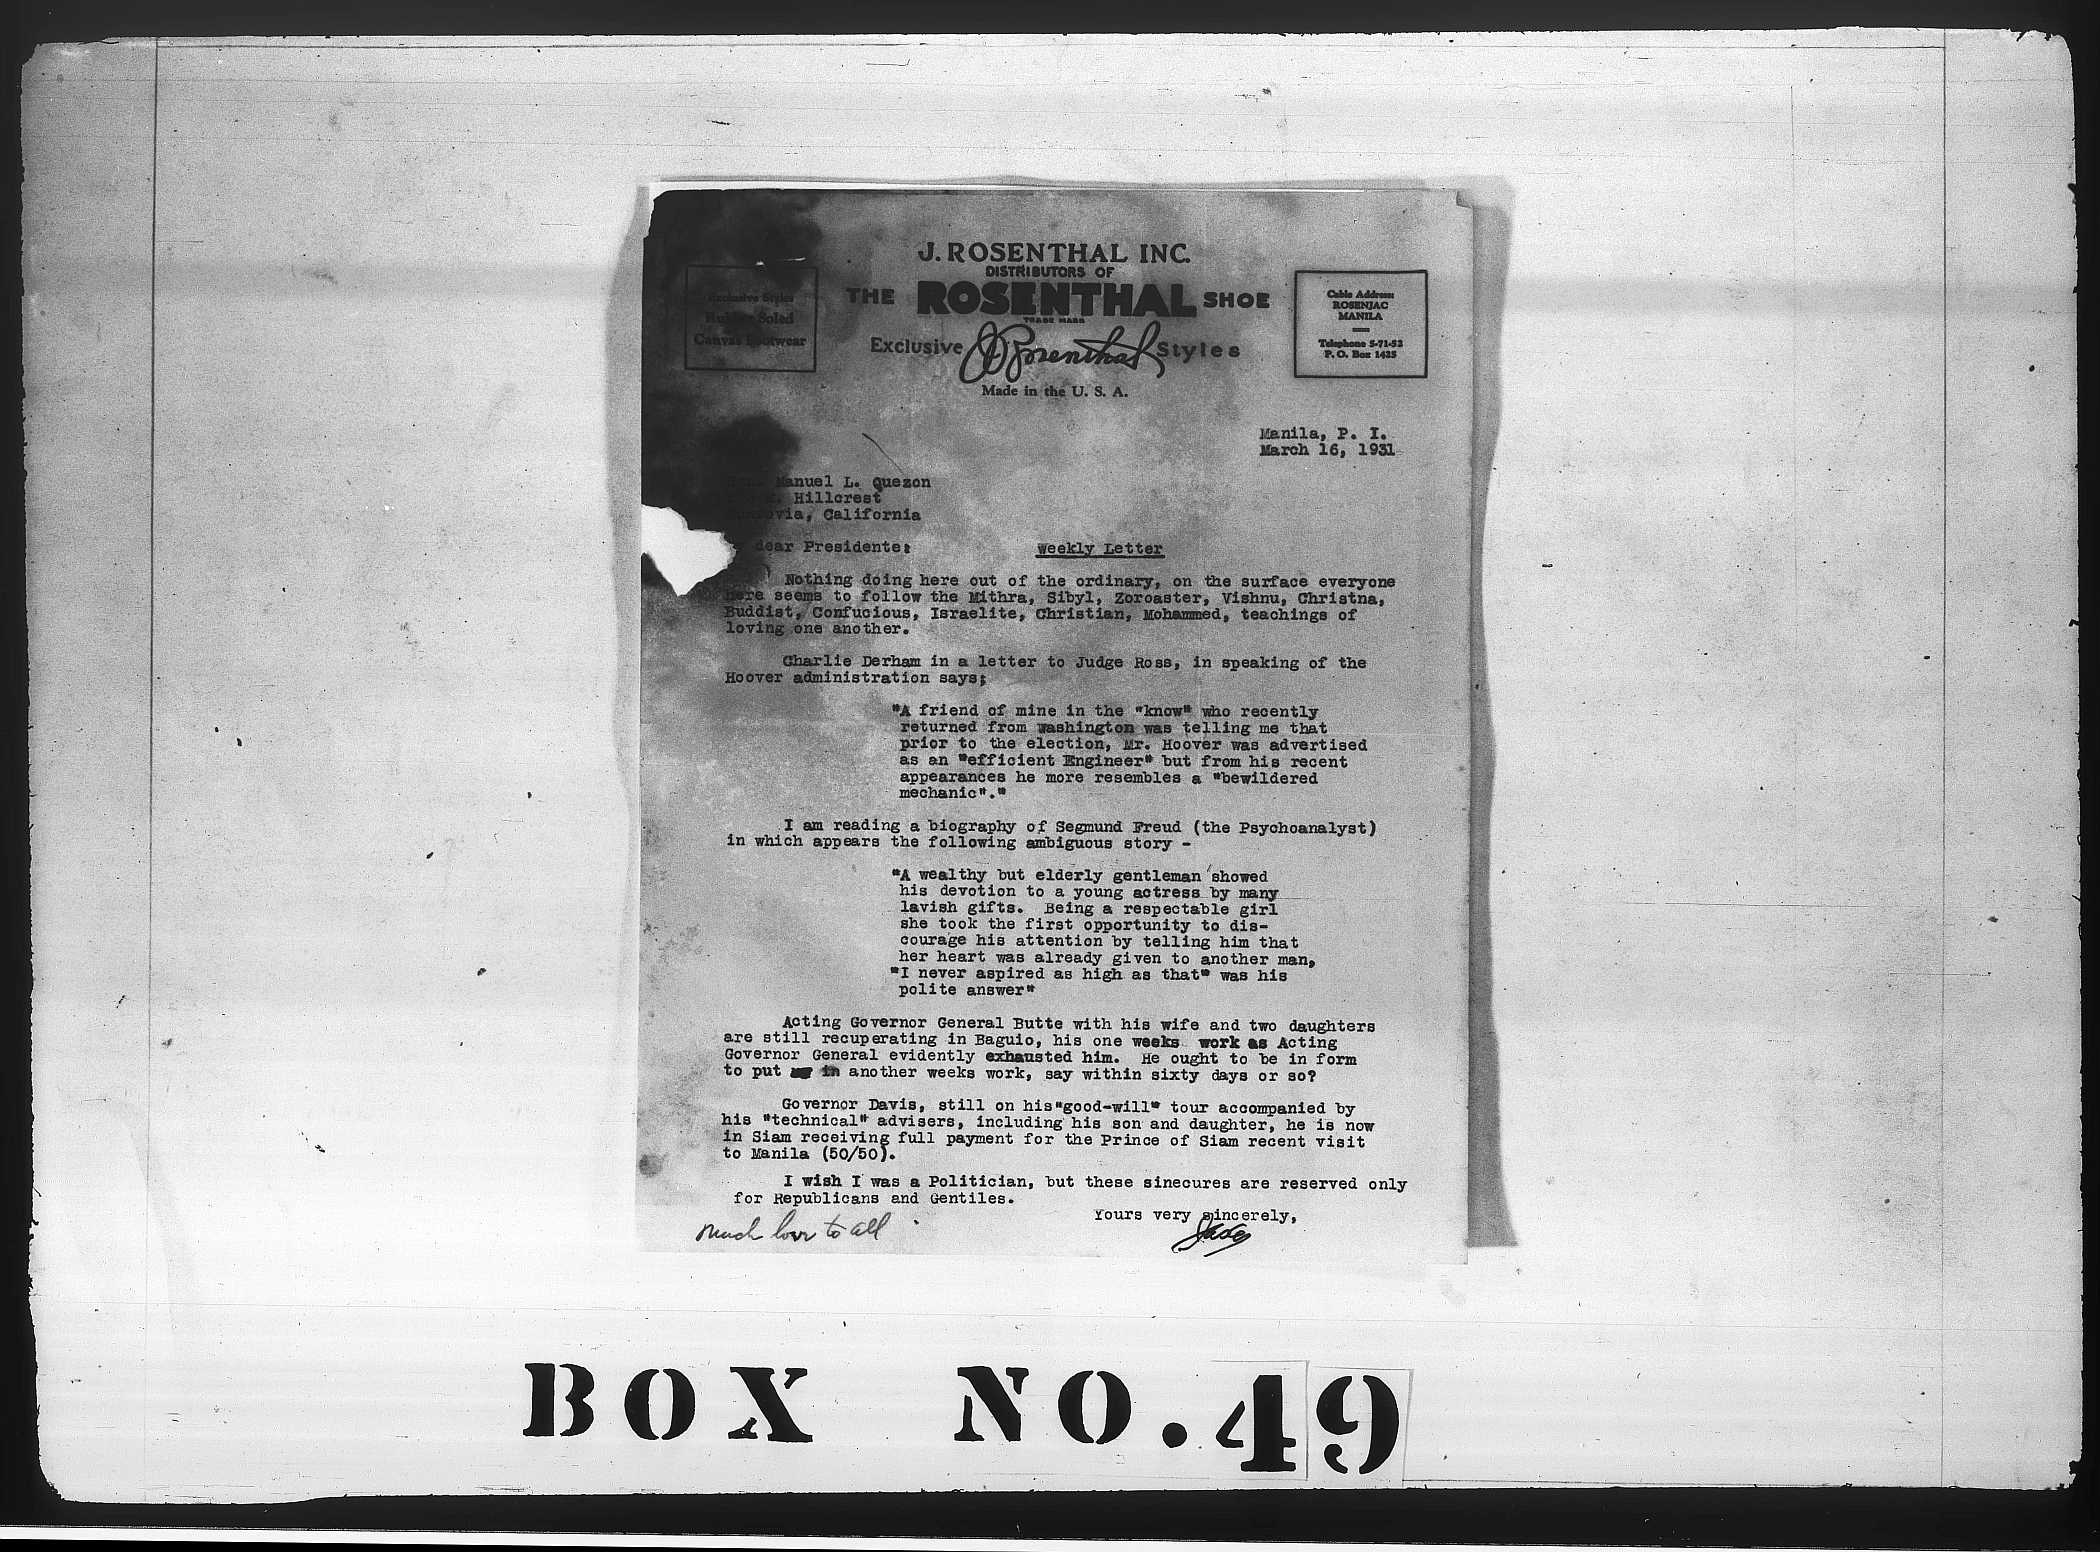 J. ROSENTHAL INC.
DISTRIBUTORS OF
THE ROSENTHAL SHOE
TRADE MARK
Exclusive J Rosenthal Styles
Made in the U. S. A.
Exclusive Styles
Rubber Soled
Canvas Footwear
Cable Address:
ROSENJAC
MANILA
Telephone 5-71-52
P. O. Box 1425
Manila, P. I.
March 16, 1931
Manuel L. Quezon
Hillcrest
California
dear Presidente:
Weekly Letter
Nothing doing here out of the ordinary, on the surface everyone
here seems to follow the Mithra, Sibyl, Zoroaster, Vishnu, Christna,
Buddist, Confucious, Israelite, Christian, Mohammed, teachings of
loving one another.
Charlie Derham in a letter to Judge Ross, in speaking of the
Hoover administration says;
"A friend of mine in the "know" who recently
returned from Washington was telling me that
prior to the election, Mr. Hoover was advertised
as an "efficient Engineer" but from his recent
appearances he more resembles a "bewildered
mechanic"."
I am reading a biography of Segmund Freud (the Psychoanalyst)
in which appears the following ambiguous story -
"A wealthy but elderly gentleman showed
his devotion to a young actress by many
lavish gifts. Being a respectable girl
she took the first opportunity to dis-
courage his attention by telling him that
her heart was already given to another man,
"I never aspired as high as that" was his
polite answer"
Acting Governor General Butte with his wife and two daughters
are still recuperating in Baguio, his one weeks work as Acting
Governor General evidently exhausted him. He ought to be in form
to put in another weeks work, say within sixty days or so?
Governor Davis, still on his"good-will" tour accompanied by
his "technical" advisers, including his son and daughter, he is now
in Siam receiving full payment for the Prince of Siam recent visit
to Manila (50/50).
I wish I was a Politician, but these sinecures are reserved only
for Republicans and Gentiles.
Yours very sincerely,
Much love to all
Jake
BOX NO. 49